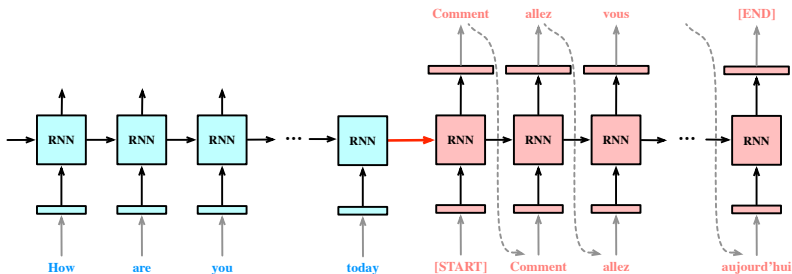 Comment allez vous [END]
RNN RNN RNN ... RNN RNN RNN RNN ... RNN
How are you today [START] Comment allez aujourd'hui